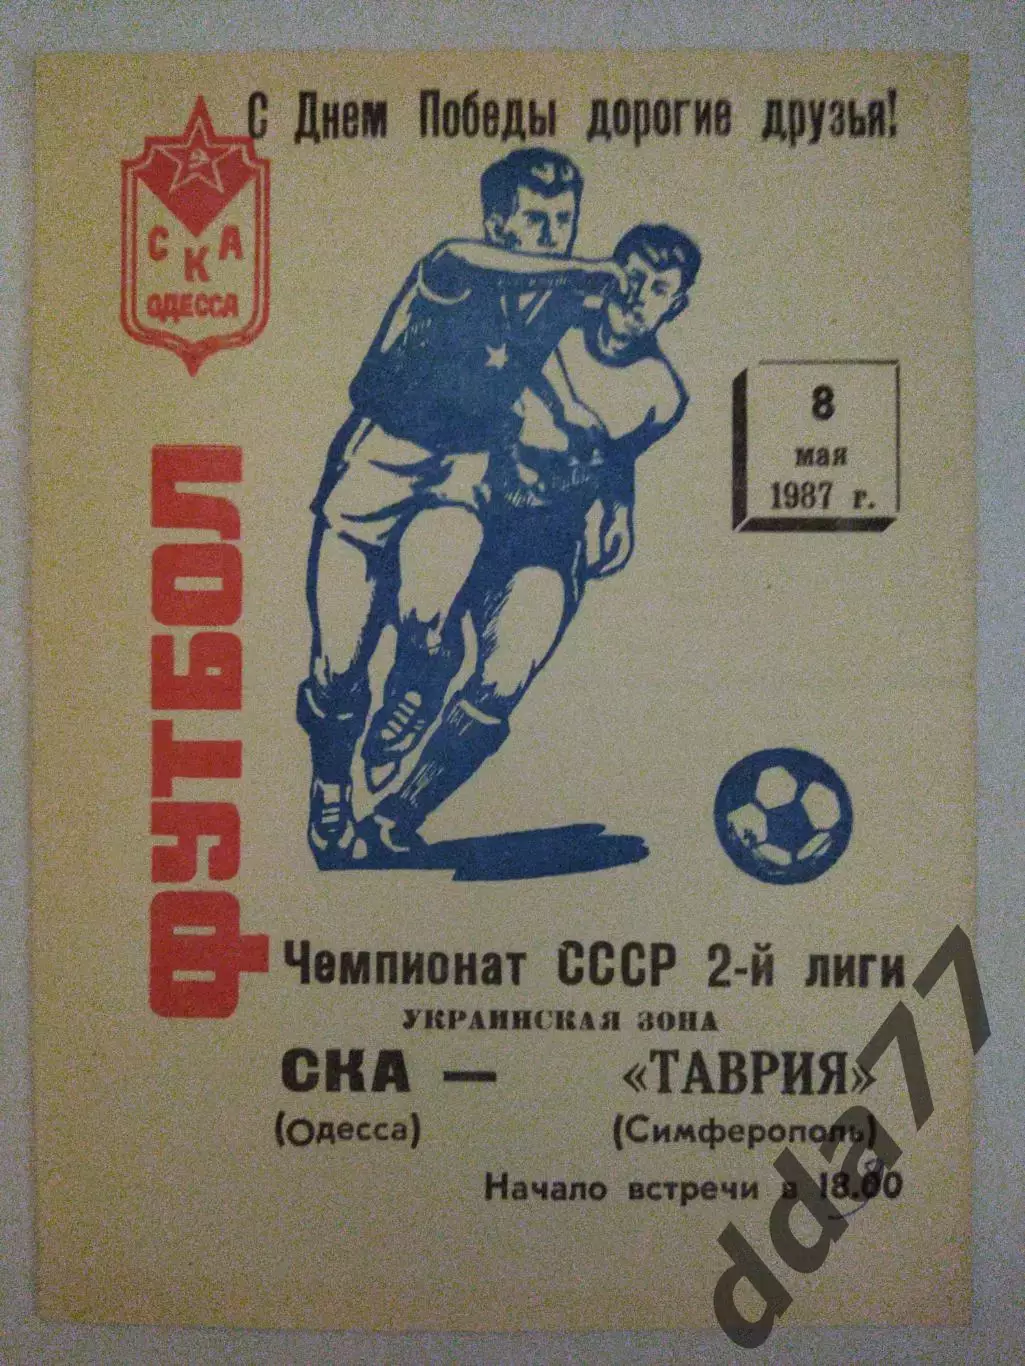 С Днем Победы дорогие друзья!
СКА
ОДЕССА
ФУТБОЛ
8
мая
1987 г.
Чемпионат СССР 2-й лиги
УКРАИНСКАЯ ЗОНА
СКА — «ТАВРИЯ»
(Одесса) (Симферополь)
Начало встречи в 18.00
dda77